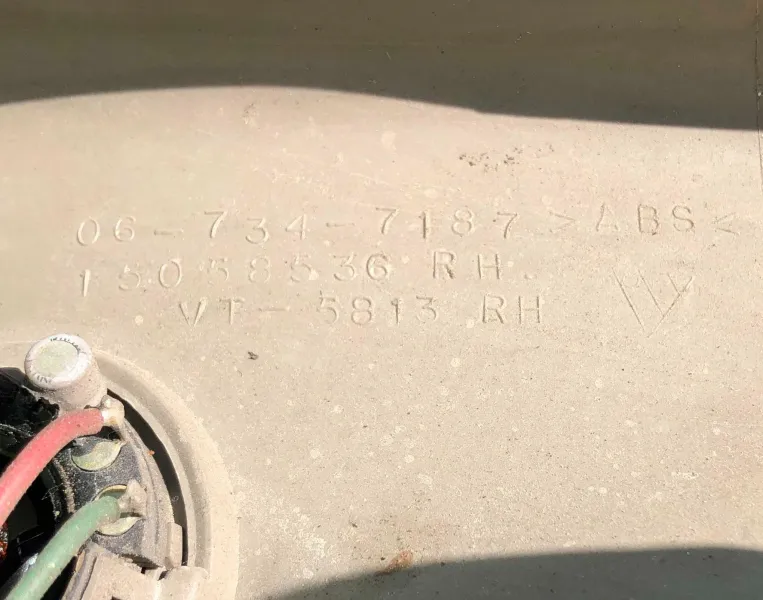 06-734-7187 >ABS<
15058536 RH.
VT-5813 RH